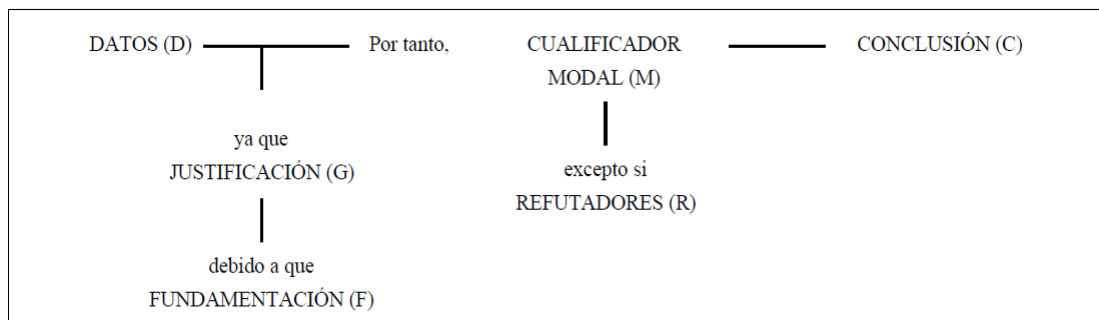 DATOS (D) Por tanto, CUALIFICADOR CONCLUSIÓN (C)
MODAL (M)
ya que
JUSTIFICACIÓN (G)
excepto si
REFUTADORES (R)
debido a que
FUNDAMENTACIÓN (F)